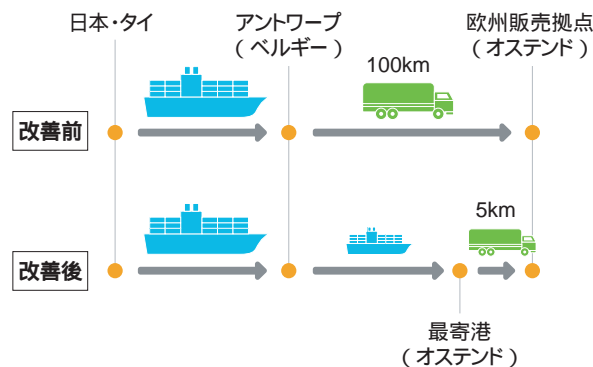 日本・タイ
アントワープ
(ベルギー)
欧州販売拠点
(オステンド)
100km
改善前
5km
改善後
最寄港
(オステンド)